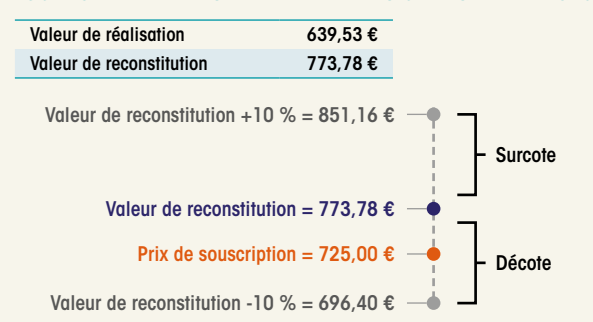 Valeur de réalisation 639,53 €
Valeur de reconstitution 773,78 €
Valeur de reconstitution +10 % = 851,16 €
Surcote
Valeur de reconstitution = 773,78 €
Prix de souscription = 725,00 €
Décote
Valeur de reconstitution -10 % = 696,40 €